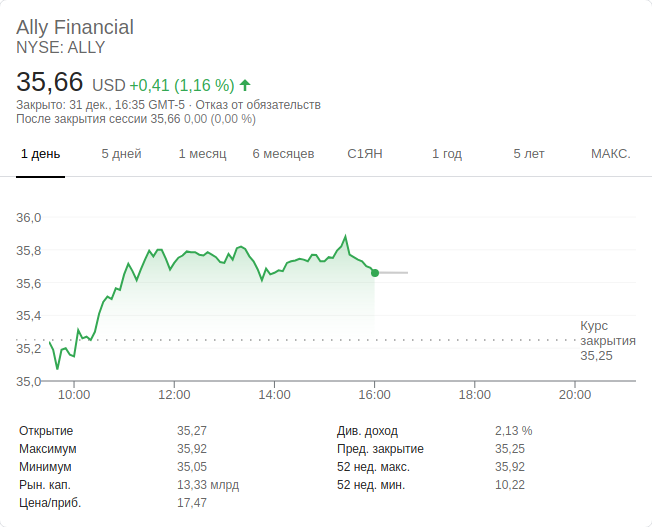 Ally Financial
NYSE: ALLY
35,66 USD +0,41 (1,16 %)
Закрыто: 31 дек., 16:35 GMT-5 · Отказ от обязательств
После закрытия сессии 35,66 0,00 (0,00 %)
1 день 5 дней 1 месяц 6 месяцев С1ЯН 1 год 5 лет МАКС.
36,0
35,8
35,6
35,4
Курс
закрытия
35,25
35,2
35,0
10:00 12:00 14:00 16:00 18:00 20:00
Открытие 35,27 Див. доход 2,13 %
Максимум 35,92 Пред. закрытие 35,25
Минимум 35,05 52 нед. макс. 35,92
Рын. кап. 13,33 млрд 52 нед. мин. 10,22
Цена/приб. 17,47